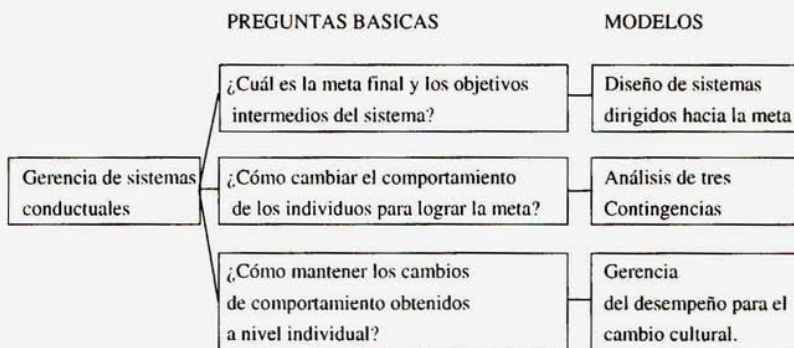 PREGUNTAS BASICAS
MODELOS
¿Cuál es la meta final y los objetivos
intermedios del sistema?
Diseño de sistemas
dirigidos hacia la meta
Gerencia de sistemas
conductuales
¿Cómo cambiar el comportamiento
de los individuos para lograr la meta?
Análisis de tres
Contingencias
¿Cómo mantener los cambios
de comportamiento obtenidos
a nivel individual?
Gerencia
del desempeño para el
cambio cultural.